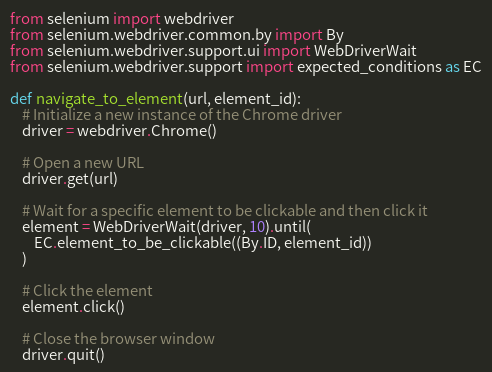 from selenium import webdriver
from selenium.webdriver.common.by import By
from selenium.webdriver.support.ui import WebDriverWait
from selenium.webdriver.support import expected_conditions as EC

def navigate_to_element(url, element_id):
    # Initialize a new instance of the Chrome driver
    driver = webdriver.Chrome()

    # Open a new URL
    driver.get(url)

    # Wait for a specific element to be clickable and then click it
    element = WebDriverWait(driver, 10).until(
        EC.element_to_be_clickable((By.ID, element_id))
    )

    # Click the element
    element.click()

    # Close the browser window
    driver.quit()